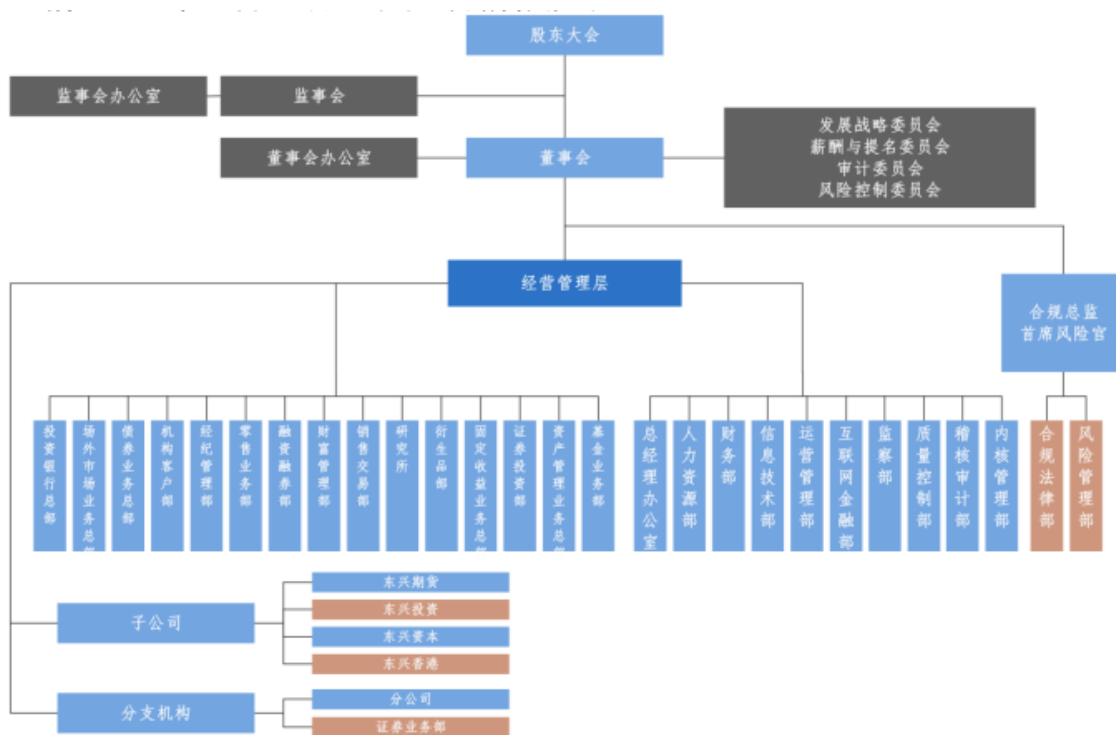 股东大会
监事会办公室
监事会
董事会办公室
董事会
发展战略委员会
薪酬与提名委员会
审计委员会
风险控制委员会
经营管理层
合规总监
首席风险官
投资银行总部
场外市场业务总部
债券业务总部
机构客户部
经纪管理部
零售业务部
融资融券部
财富管理部
销售交易部
研究所
衍生品部
固定收益业务总部
证券投资部
资产管理业务总部
基金业务部
总经理办公室
人力资源部
财务部
信息技术部
运营管理部
互联网金融部
监察部
质量控制部
稽核审计部
内核管理部
合规法律部
风险管理部
子公司
东兴期货
东兴投资
东兴资本
东兴香港
分支机构
分公司
证券业务部